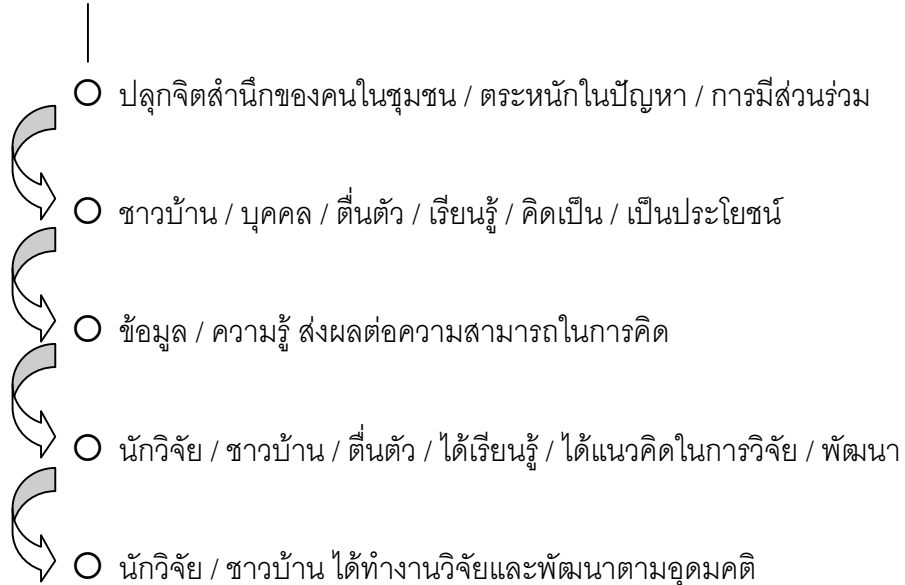 ปลุกจิตสำนึกของคนในชุมชน / ตระหนักในปัญหา / การมีส่วนร่วม
ชาวบ้าน / บุคคล / ตื่นตัว / เรียนรู้ / คิดเป็น / เป็นประโยชน์
ข้อมูล / ความรู้ ส่งผลต่อความสามารถในการคิด
นักวิจัย / ชาวบ้าน / ตื่นตัว / ได้เรียนรู้ / ได้แนวคิดในการวิจัย / พัฒนา
นักวิจัย / ชาวบ้าน ได้ทำงานวิจัยและพัฒนาตามอุดมคติ